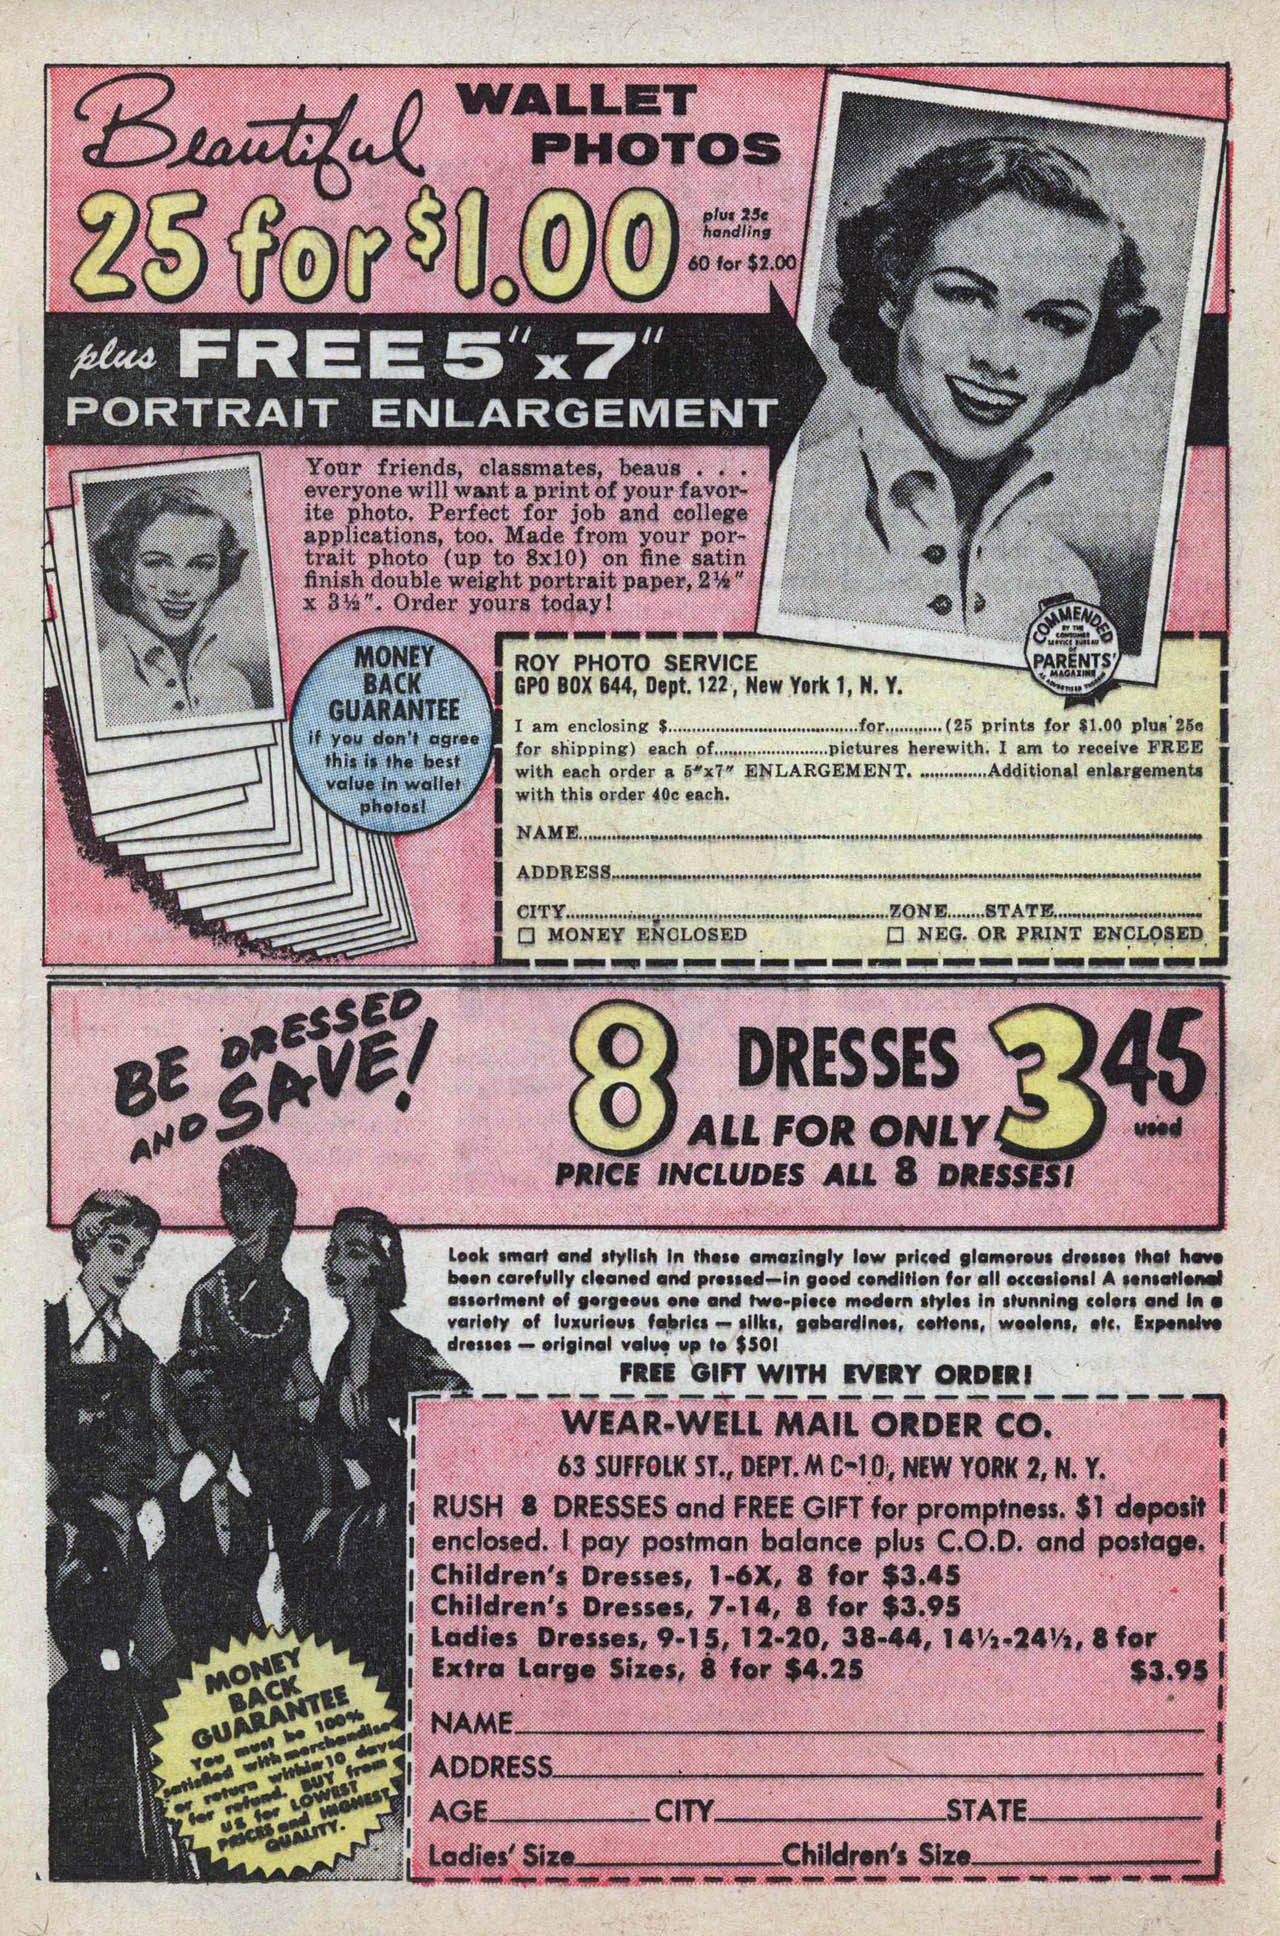 Beautiful WALLET
PHOTOS
25 for $1.00
plus 25c
handling
60 for $2.00
plus FREE 5" x 7"
PORTRAIT ENLARGEMENT
Your friends, classmates, beaus . . .
everyone will want a print of your favor-
ite photo. Perfect for job and college
applications, too. Made from your por-
trait photo (up to 8x10) on fine satin
finish double weight portrait paper, 2½"
x 3½". Order yours today!
MONEY
BACK
GUARANTEE
if you don't agree
this is the best
value in wallet
photos!
COMMENDED
BY THE
CONSUMER
SERVICE BUREAU
OF
PARENTS'
MAGAZINE
AS ADVERTISED THEREIN
ROY PHOTO SERVICE
GPO BOX 644, Dept. 122, New York 1, N. Y.
I am enclosing $..............for..........(25 prints for $1.00 plus 25c
for shipping) each of..............pictures herewith. I am to receive FREE
with each order a 5"x7" ENLARGEMENT. ..............Additional enlargements
with this order 40c each.
NAME..............
ADDRESS..............
CITY..............ZONE.......STATE..............
☐ MONEY ENCLOSED ☐ NEG. OR PRINT ENCLOSED
BE DRESSED
AND SAVE!
8 DRESSES 3 45
ALL FOR ONLY used
PRICE INCLUDES ALL 8 DRESSES!
Look smart and stylish in these amazingly low priced glamorous dresses that have
been carefully cleaned and pressed—in good condition for all occasions! A sensational
assortment of gorgeous one and two-piece modern styles in stunning colors and in a
variety of luxurious fabrics — silks, gabardines, cottons, woolens, etc. Expensive
dresses — original value up to $50!
FREE GIFT WITH EVERY ORDER!
WEAR-WELL MAIL ORDER CO.
63 SUFFOLK ST., DEPT. MC-10, NEW YORK 2, N. Y.
RUSH 8 DRESSES and FREE GIFT for promptness. $1 deposit
enclosed. I pay postman balance plus C.O.D. and postage.
Children's Dresses, 1-6X, 8 for $3.45
Children's Dresses, 7-14, 8 for $3.95
Ladies Dresses, 9-15, 12-20, 38-44, 14½-24½, 8 for
Extra Large Sizes, 8 for $4.25 $3.95
NAME
ADDRESS
AGE CITY STATE
Ladies' Size Children's Size
MONEY
BACK
GUARANTEE
You must be 100%
satisfied with merchandise
or return within 10 days
for refund. BUY from
us for LOWEST
PRICES and HIGHEST
QUALITY.